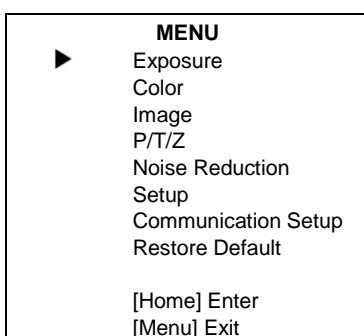 MENU
Exposure
Color
Image
P/T/Z
Noise Reduction
Setup
Communication Setup
Restore Default
[Home] Enter
[Menu] Exit